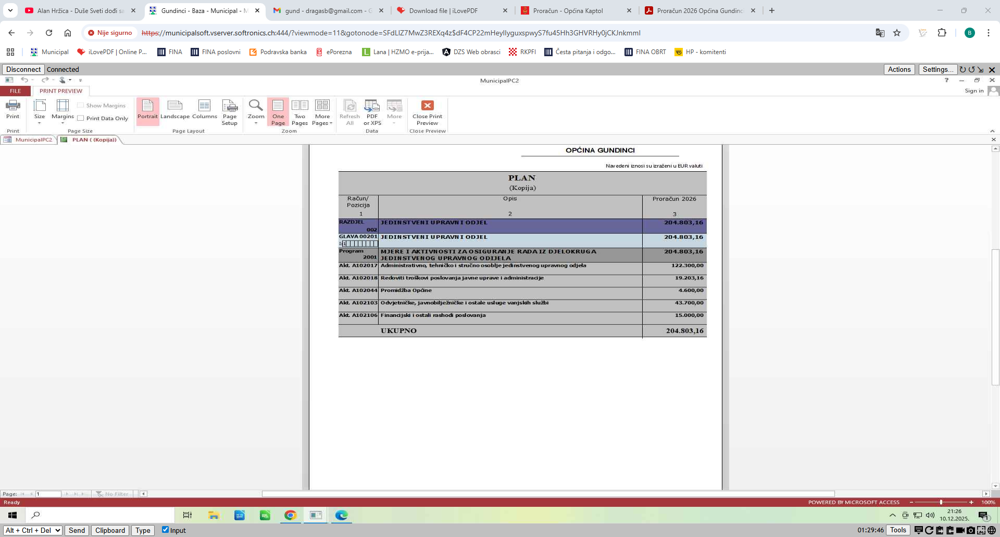 Alan Hržica - Duše Sveti dođi sa
Gundinci - Baza - Municipal - M
gund - dragasb@gmail.com - G
Download file | iLovePDF
Proračun - Općina Kaptol
Proračun 2026 Općina Gundinc
Nije sigurno
https://municipalsoft.vserver.softronics.ch:444/?viewmode=11&gotonode=SFdLIZ7MwZ3REXq4z$dF4CP22mHeyIlyguxspwyS7fu45Hh3GHVRHy0jCKJnkmml
B
Municipal
iLovePDF | Online P...
FINA
FINA poslovni
Podravska banka
ePorezna
Lana | HZMO e-prija...
DZS Web obrasci
RKPFI
Česta pitanja i odgo...
FINA OBRT
HP - komitenti
Disconnect Connected
Actions
Settings...
MunicipalPC2
FILE
PRINT PREVIEW
Sign in
Print
Size
Margins
Show Margins
Print Data Only
Portrait
Landscape
Columns
Page Setup
Zoom
One Page
Two Pages
More Pages
Refresh All
PDF or XPS
More
Close Print Preview
Print
Page Size
Page Layout
Zoom
Data
Close Preview
MunicipalPC2
PLAN ( (Kopija))
OPĆINA GUNDINCI
Navedeni iznosi su izraženi u EUR valuti
PLAN
(Kopija)
Račun/ Pozicija
Opis
Proračun 2026
1
2
3
RAZDJEL 002 JEDINSTVENI UPRAVNI ODJEL 204.803,16
GLAVA 00201 JEDINSTVENI UPRAVNI ODJEL 204.803,16
Program 2001 MJERE I AKTIVNOSTI ZA OSIGURANJE RADA IZ DJELOKRUGA 204.803,16
JEDINSTVENOG UPRAVNOG ODIJELA
Akt. A102017 Administrativno, tehničko i stručno osoblje jedinstvenog upravnog odjela 122.300,00
Akt. A102018 Redoviti troškovi poslovanja javne uprave i administracije 19.203,16
Akt. A102044 Promidžba Općine 4.600,00
Akt. A102103 Odvjetničke, javnobilježničke i ostale usluge vanjskih službi 43.700,00
Akt. A102106 Financijski i ostali rashodi poslovanja 15.000,00
UKUPNO 204.803,16
Page: 1
No Filter
Ready
POWERED BY MICROSOFT ACCESS
100%
21:26
10.12.2025.
1
Alt + Ctrl + Del
Send
Clipboard
Type
Input
01:29:46
Tools